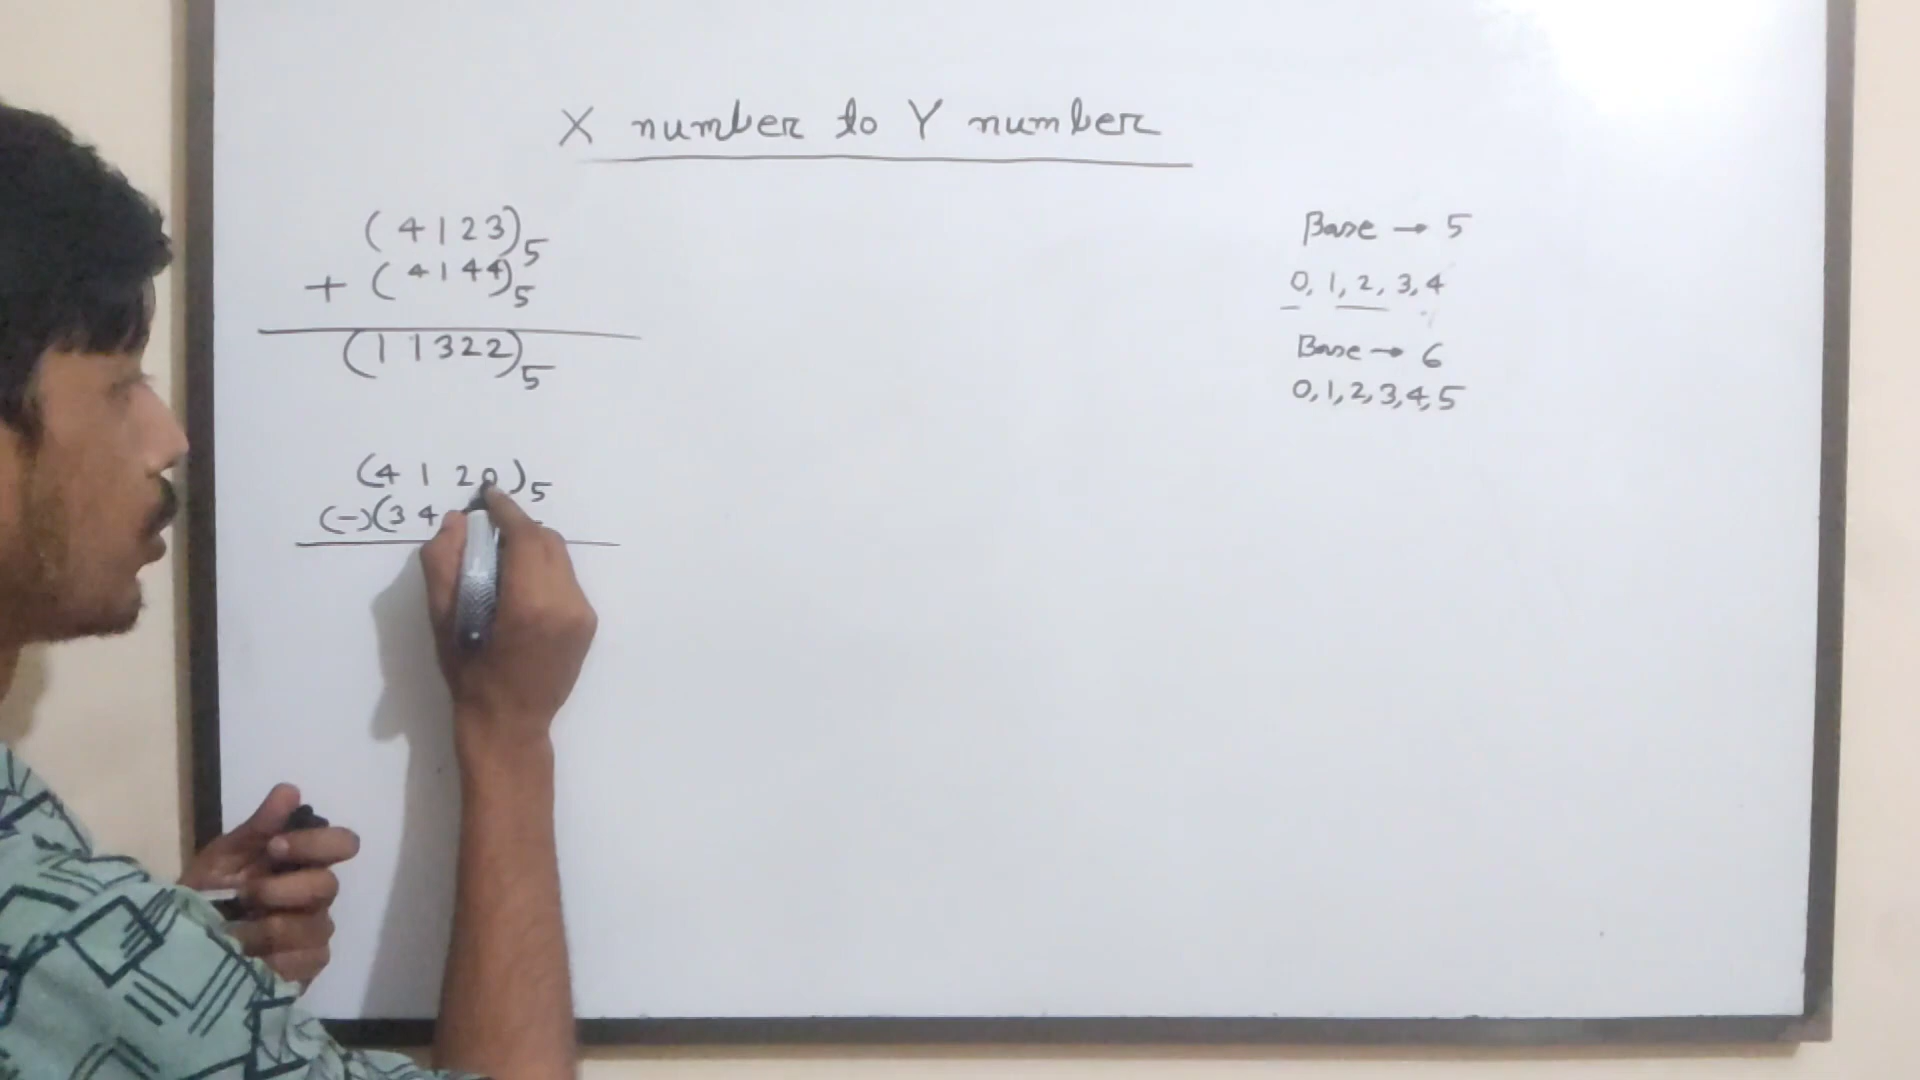 X number to Y number
(4123)5
+ (4144)5
(11322)5
(4120)5
(-)(34
Base → 5
0, 1, 2, 3, 4
Base → 6
0, 1, 2, 3, 4, 5